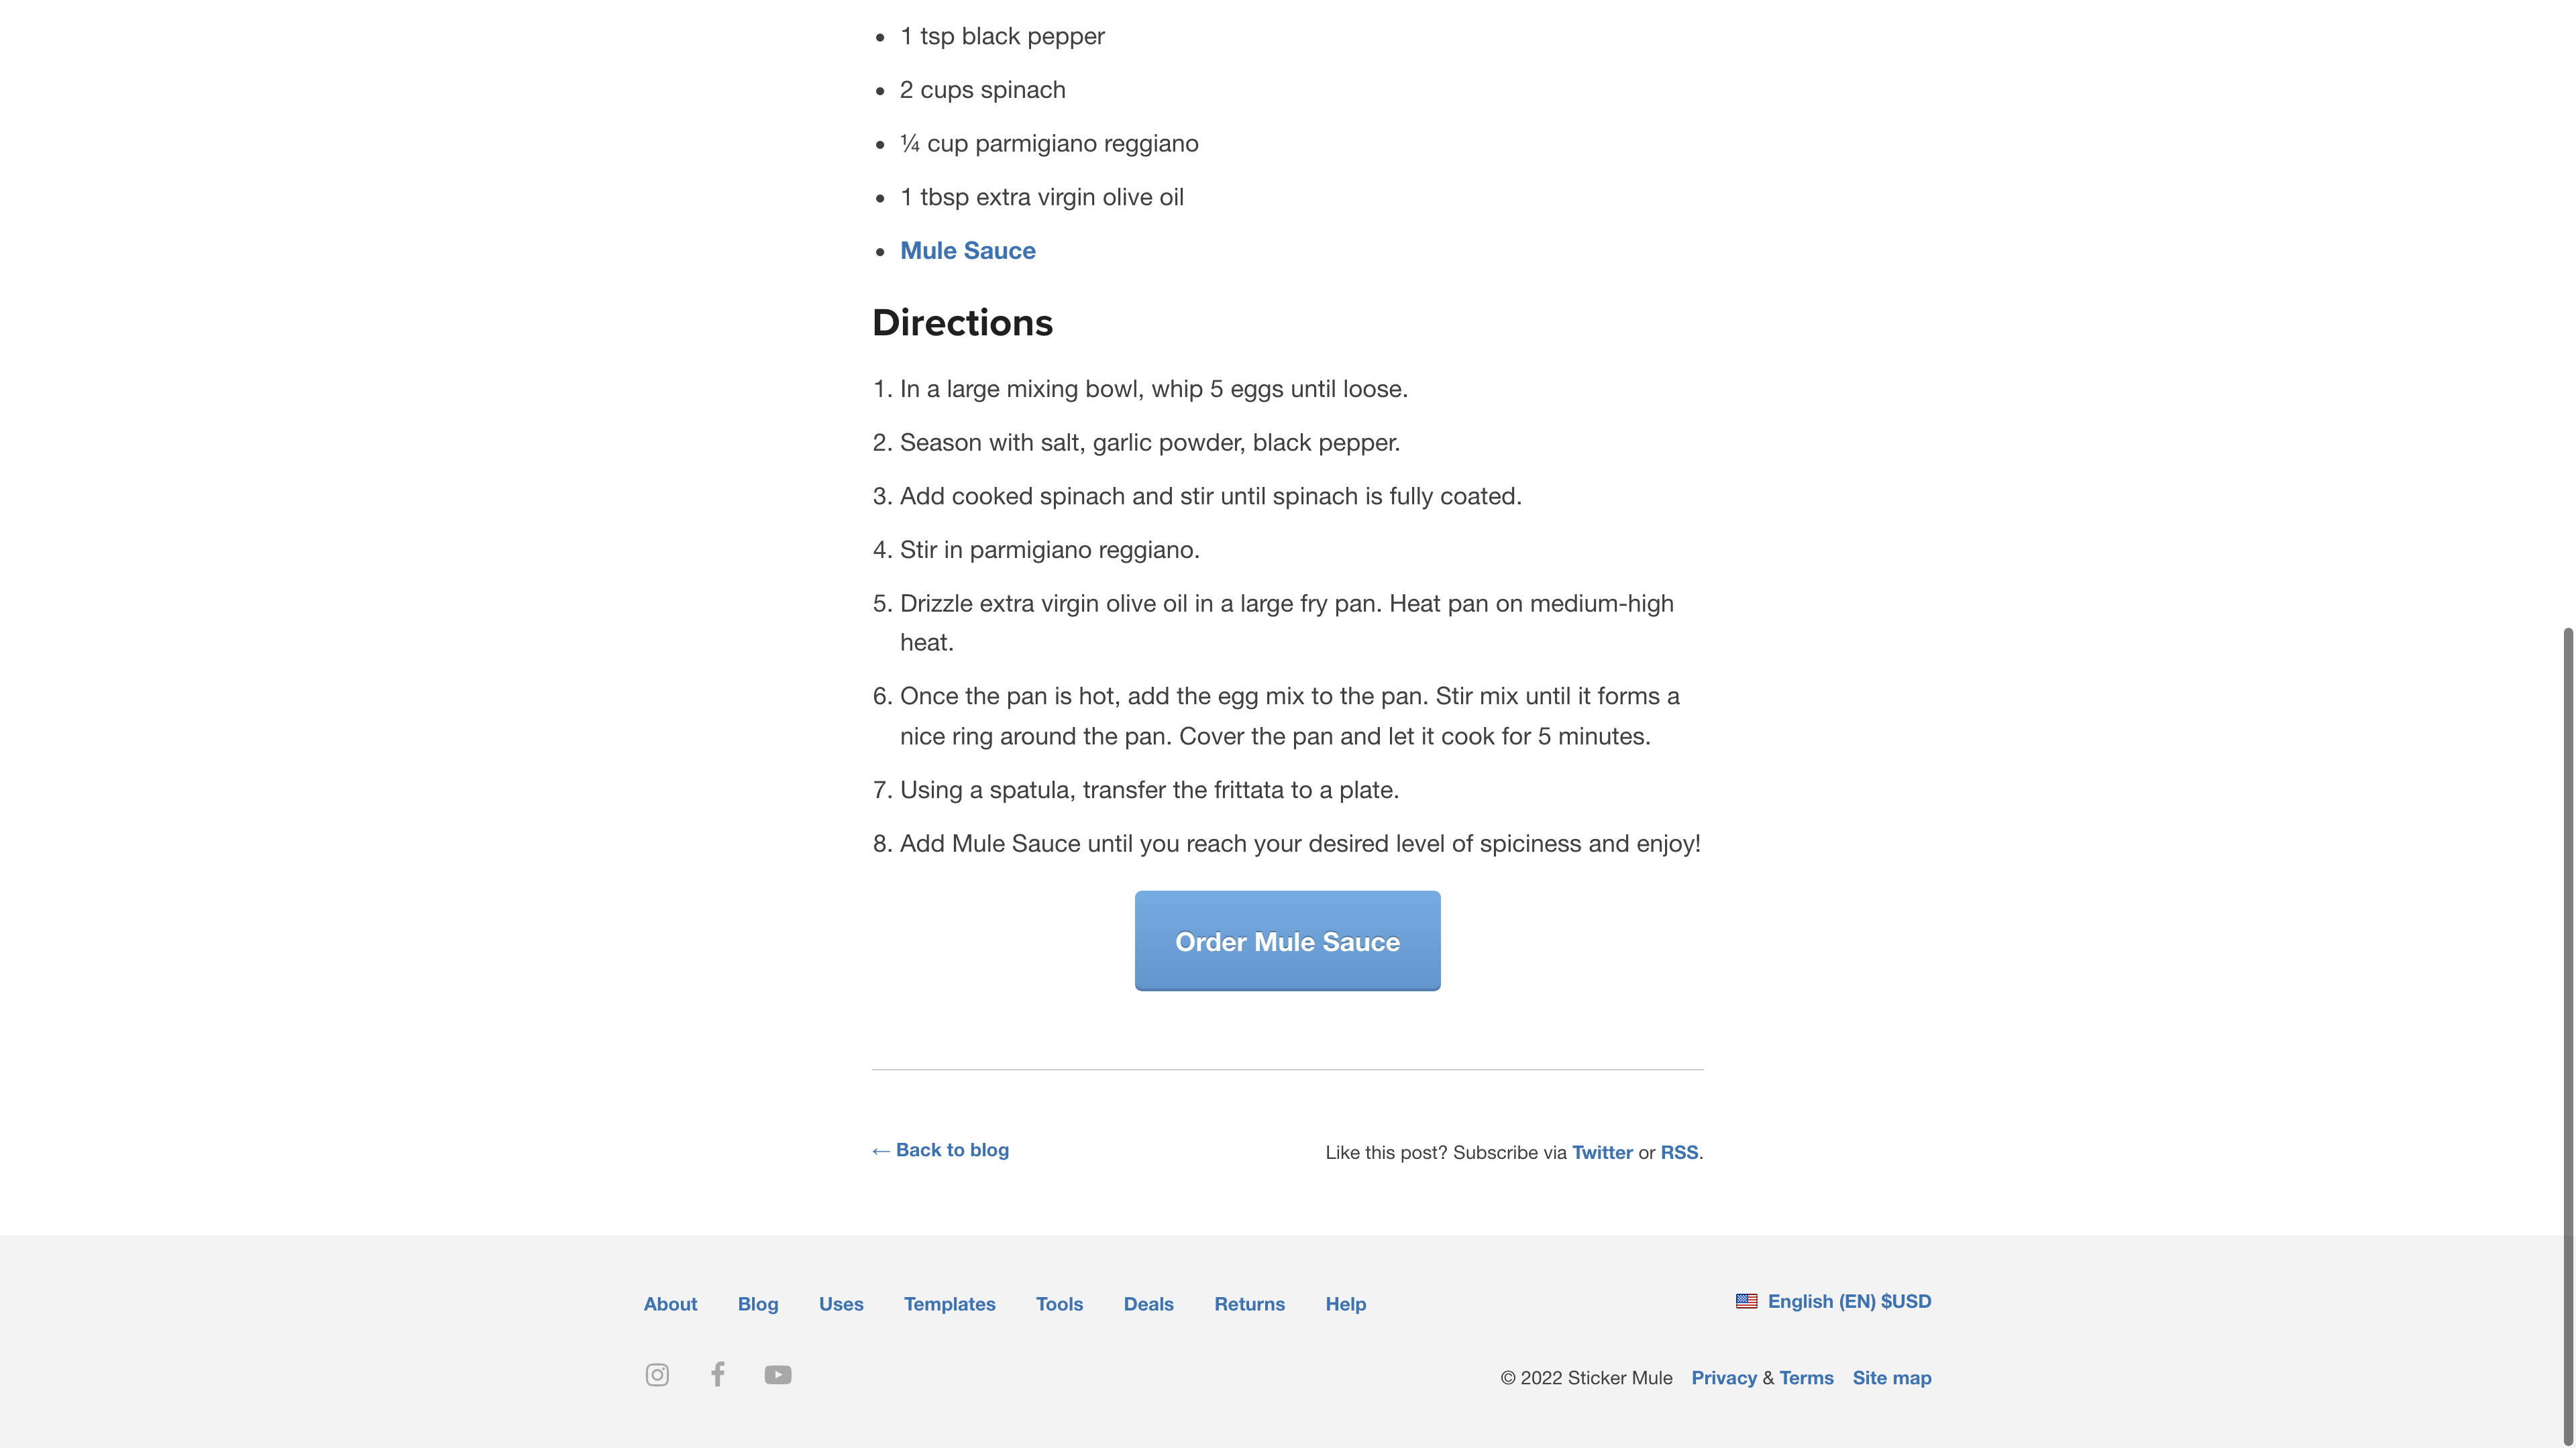 • 1 tsp black pepper
• 2 cups spinach
• ¼ cup parmigiano reggiano
• 1 tbsp extra virgin olive oil
• Mule Sauce
Directions
1. In a large mixing bowl, whip 5 eggs until loose.
2. Season with salt, garlic powder, black pepper.
3. Add cooked spinach and stir until spinach is fully coated.
4. Stir in parmigiano reggiano.
5. Drizzle extra virgin olive oil in a large fry pan. Heat pan on medium-high
heat.
6. Once the pan is hot, add the egg mix to the pan. Stir mix until it forms a
nice ring around the pan. Cover the pan and let it cook for 5 minutes.
7. Using a spatula, transfer the frittata to a plate.
8. Add Mule Sauce until you reach your desired level of spiciness and enjoy!
Order Mule Sauce
← Back to blog
Like this post? Subscribe via Twitter or RSS.
About Blog Uses Templates Tools Deals Returns Help
English (EN) $USD
© 2022 Sticker Mule Privacy & Terms Site map